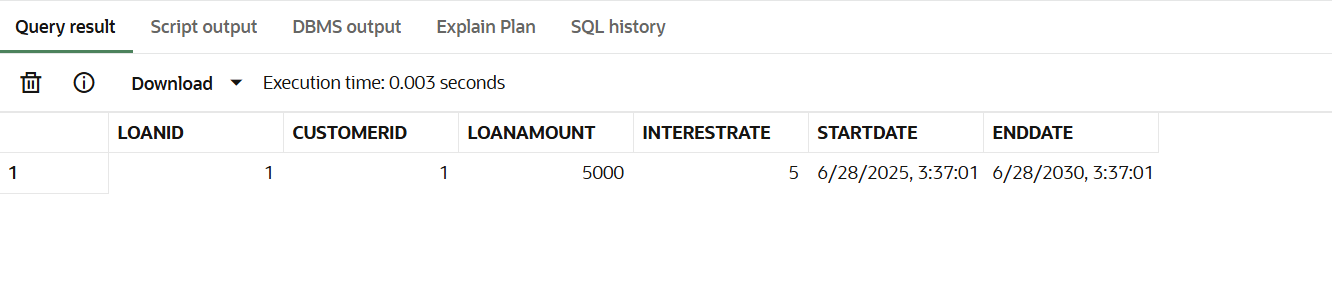 Query result Script output DBMS output Explain Plan SQL history
Download Execution time: 0.003 seconds
LOANID CUSTOMERID LOANAMOUNT INTERESTRATE STARTDATE ENDDATE
1 1 1 5000 5 6/28/2025, 3:37:01 6/28/2030, 3:37:01